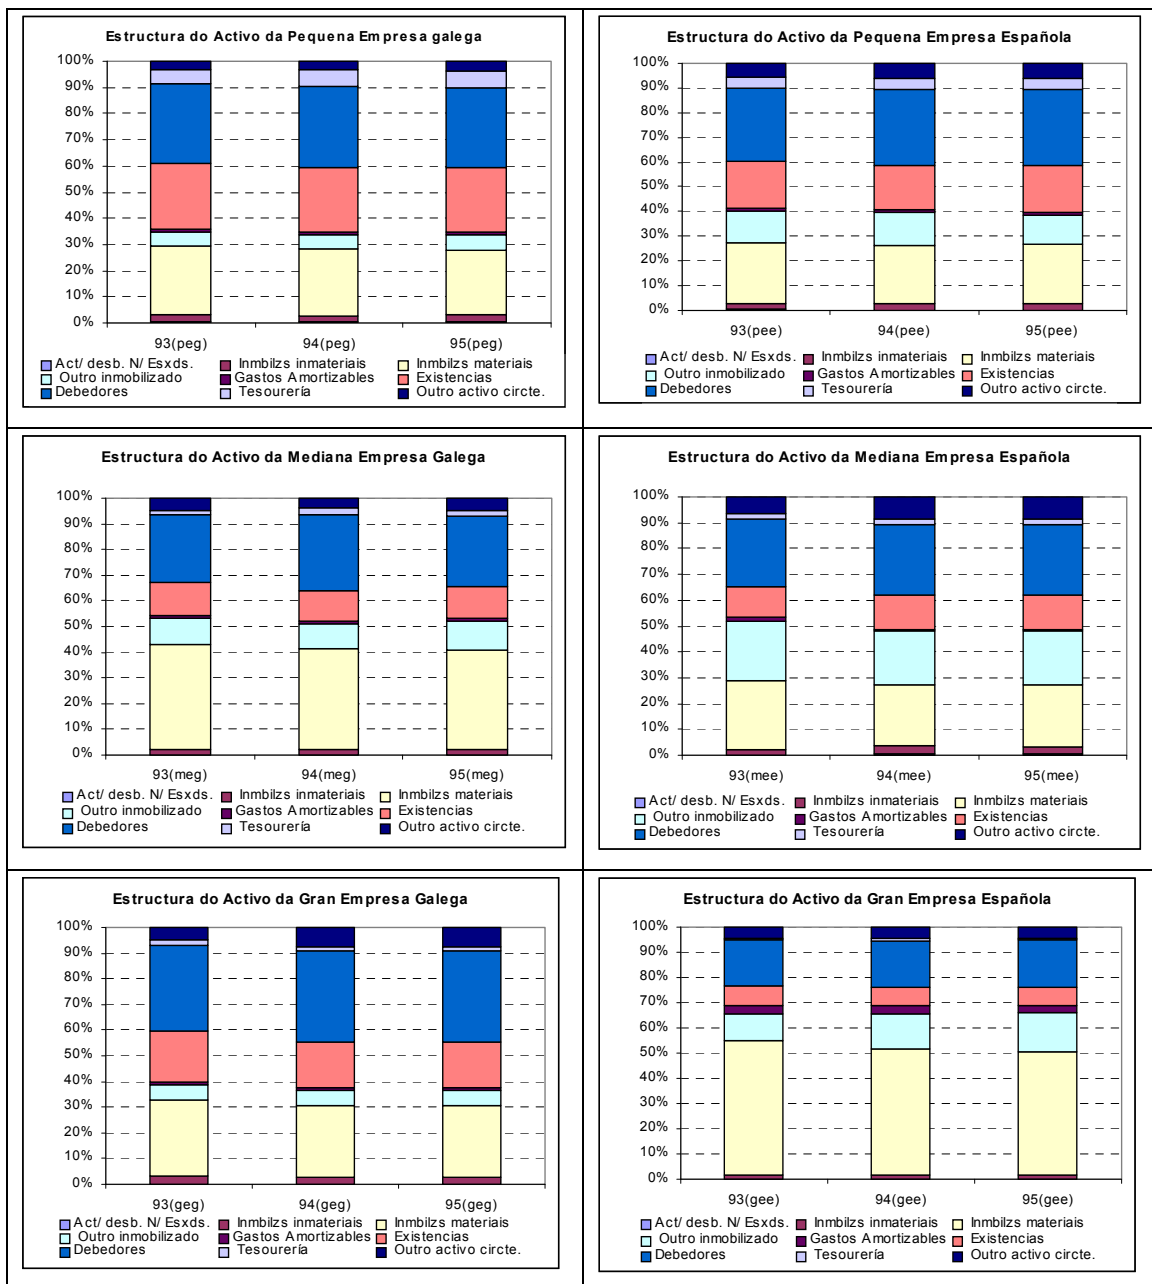 Estructura do Activo da Pequena Empresa galega
100%
90%
80%
70%
60%
50%
40%
30%
20%
10%
0%
93(peg) 94(peg) 95(peg)
Act/ desb. N/ Esxds. Inmbilzs inmateriais Inmbilzs materiais
Outro inmobilizado Gastos Amortizables Existencias
Debedores Tesourería Outro activo circte.
Estructura do Activo da Pequena Empresa Española
100%
90%
80%
70%
60%
50%
40%
30%
20%
10%
0%
93(pee) 94(pee) 95(pee)
Act/ desb. N/ Esxds. Inmbilzs inmateriais Inmbilzs materiais
Outro inmobilizado Gastos Amortizables Existencias
Debedores Tesourería Outro activo circte.
Estructura do Activo da Mediana Empresa Galega
100%
90%
80%
70%
60%
50%
40%
30%
20%
10%
0%
93(meg) 94(meg) 95(meg)
Act/ desb. N/ Esxds. Inmbilzs inmateriais Inmbilzs materiais
Outro inmobilizado Gastos Amortizables Existencias
Debedores Tesourería Outro activo circte.
Estructura do Activo da Mediana Empresa Española
100%
90%
80%
70%
60%
50%
40%
30%
20%
10%
0%
93(mee) 94(mee) 95(mee)
Act/ desb. N/ Esxds. Inmbilzs inmateriais Inmbilzs materiais
Outro inmobilizado Gastos Amortizables Existencias
Debedores Tesourería Outro activo circte.
Estructura do Activo da Gran Empresa Galega
100%
90%
80%
70%
60%
50%
40%
30%
20%
10%
0%
93(geg) 94(geg) 95(geg)
Act/ desb. N/ Esxds. Inmbilzs inmateriais Inmbilzs materiais
Outro inmobilizado Gastos Amortizables Existencias
Debedores Tesourería Outro activo circte.
Estructura do Activo da Gran Empresa Española
100%
90%
80%
70%
60%
50%
40%
30%
20%
10%
0%
93(gee) 94(gee) 95(gee)
Act/ desb. N/ Esxds. Inmbilzs inmateriais Inmbilzs materiais
Outro inmobilizado Gastos Amortizables Existencias
Debedores Tesourería Outro activo circte.